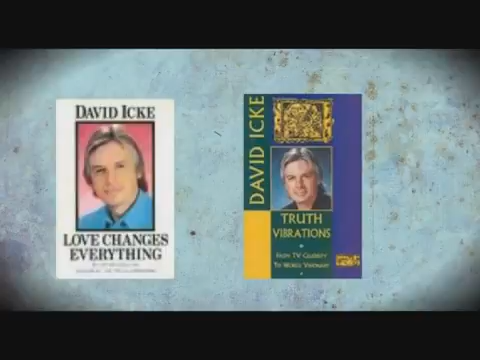 DAVID ICKE
LOVE CHANGES
EVERYTHING
DAVID ICKE
TRUTH
VIBRATIONS
FROM TV CELEBRITY
TO WORLD VISIONARY